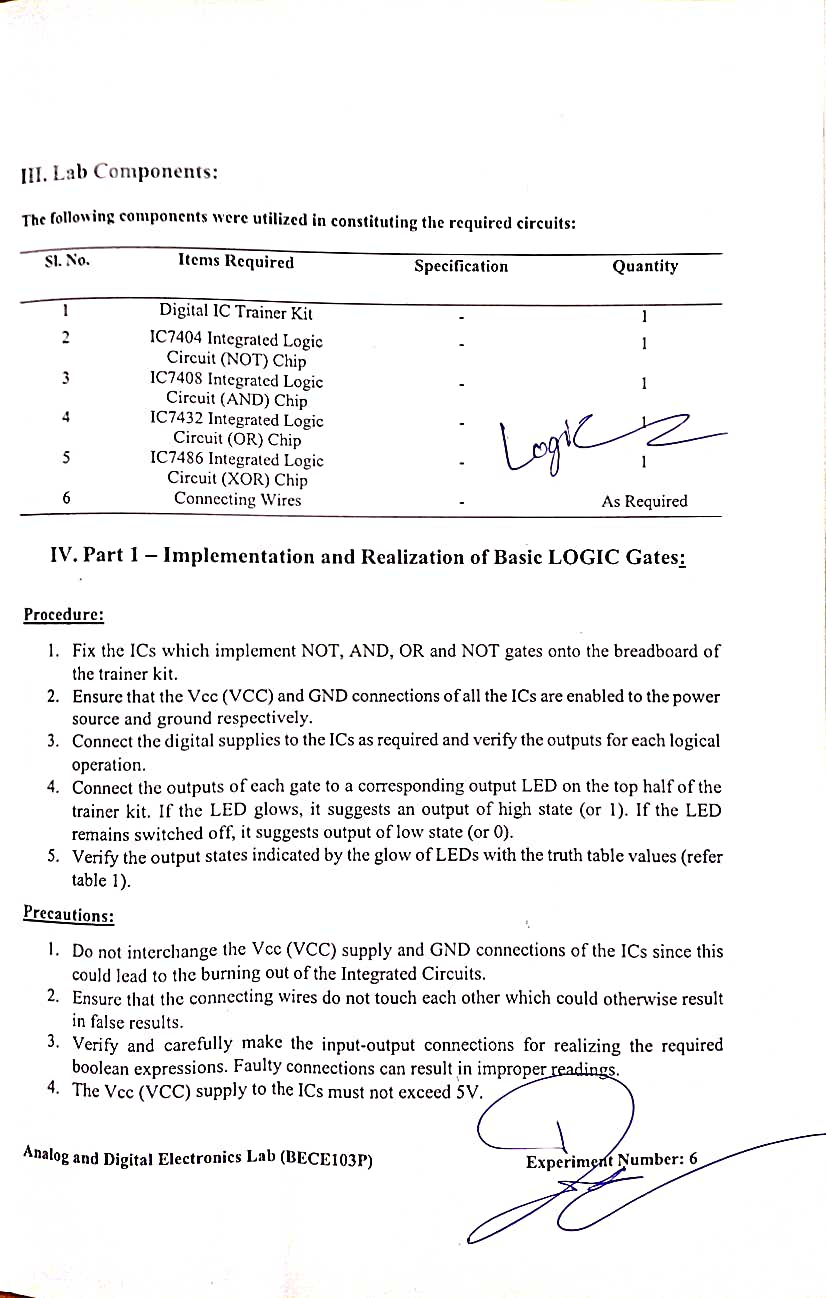 III. Lab Components:
The following components were utilized in constituting the required circuits:
Sl. No. Items Required Specification Quantity
1 Digital IC Trainer Kit - 1
2 IC7404 Integrated Logic - 1
Circuit (NOT) Chip
3 IC7408 Integrated Logic - 1
Circuit (AND) Chip
4 IC7432 Integrated Logic - 1
Circuit (OR) Chip
Logic
5 IC7486 Integrated Logic - 1
Circuit (XOR) Chip
6 Connecting Wires - As Required
IV. Part 1 – Implementation and Realization of Basic LOGIC Gates:
Procedure:
1. Fix the ICs which implement NOT, AND, OR and NOT gates onto the breadboard of
the trainer kit.
2. Ensure that the Vcc (VCC) and GND connections of all the ICs are enabled to the power
source and ground respectively.
3. Connect the digital supplies to the ICs as required and verify the outputs for each logical
operation.
4. Connect the outputs of each gate to a corresponding output LED on the top half of the
trainer kit. If the LED glows, it suggests an output of high state (or 1). If the LED
remains switched off, it suggests output of low state (or 0).
5. Verify the output states indicated by the glow of LEDs with the truth table values (refer
table 1).
Precautions:
1. Do not interchange the Vcc (VCC) supply and GND connections of the ICs since this
could lead to the burning out of the Integrated Circuits.
2. Ensure that the connecting wires do not touch each other which could otherwise result
in false results.
3. Verify and carefully make the input-output connections for realizing the required
boolean expressions. Faulty connections can result in improper readings.
4. The Vcc (VCC) supply to the ICs must not exceed 5V.
Analog and Digital Electronics Lab (BECE103P) Experiment Number: 6